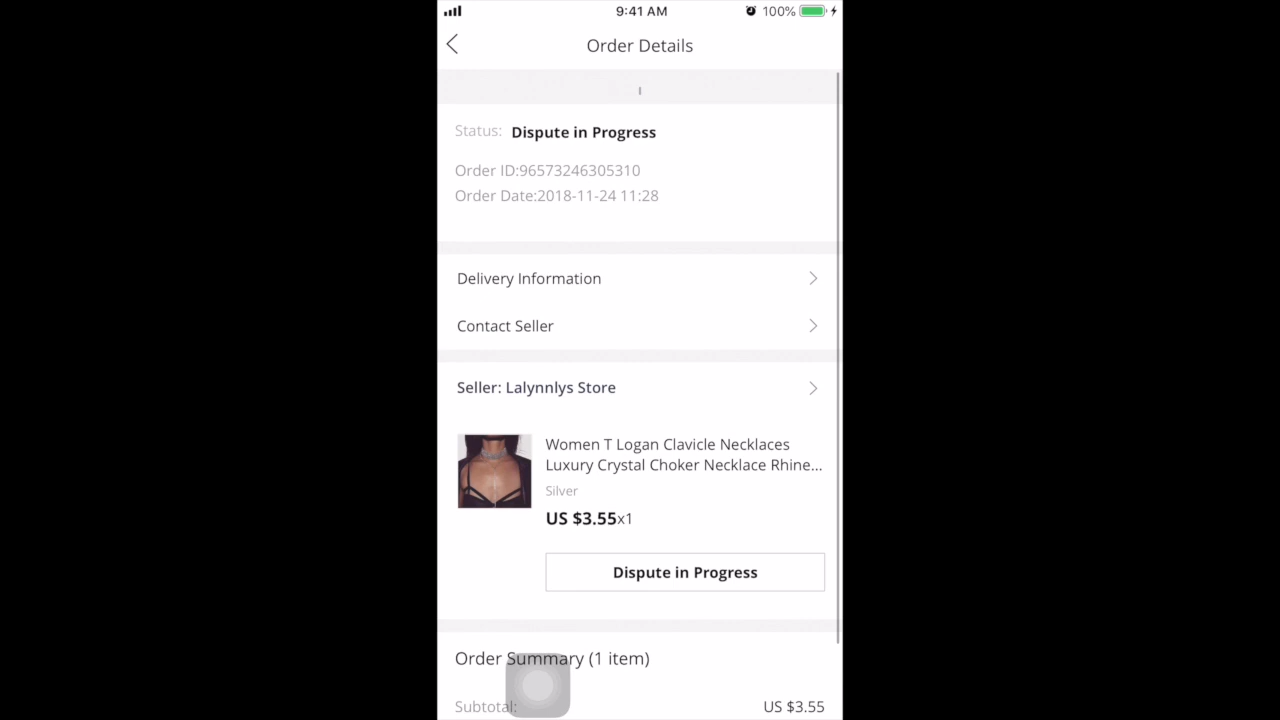 9:41 AM
100%
Order Details
Status: Dispute in Progress
Order ID:96573246305310
Order Date:2018-11-24 11:28
Delivery Information
Contact Seller
Seller: Lalynnlys Store
Women T Logan Clavicle Necklaces
Luxury Crystal Choker Necklace Rhine...
Silver
US $3.55x1
Dispute in Progress
Order Summary (1 item)
Subtotal: US $3.55